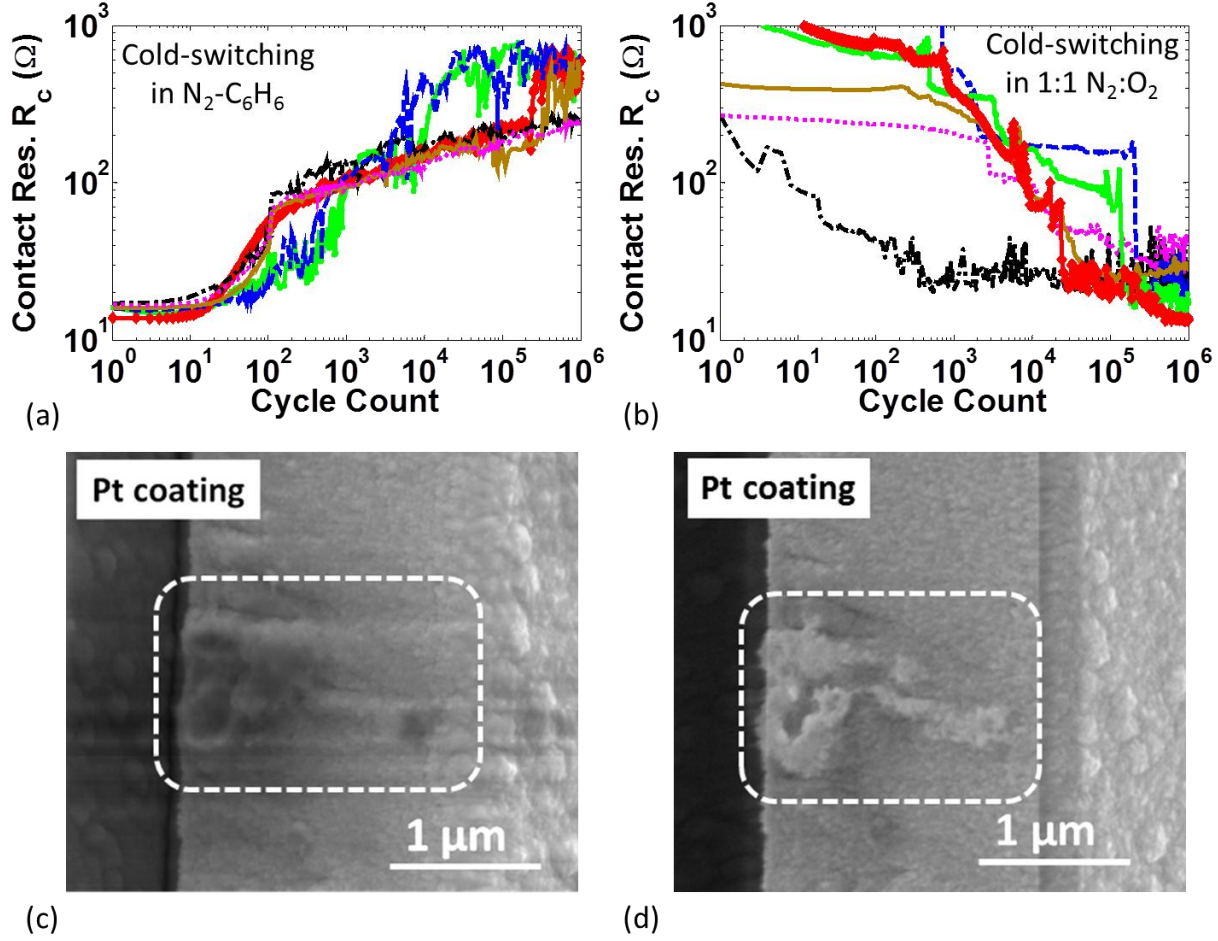 Contact Res. R_c (Ω)
10³
10²
10¹
Cold-switching
in N₂-C₆H₆
10⁰ 10¹ 10² 10³ 10⁴ 10⁵ 10⁶
Cycle Count
(a)
Contact Res. R_c (Ω)
10³
10²
10¹
Cold-switching
in 1:1 N₂:O₂
10⁰ 10¹ 10² 10³ 10⁴ 10⁵ 10⁶
Cycle Count
(b)
Pt coating
1 μm
(c)
Pt coating
1 μm
(d)